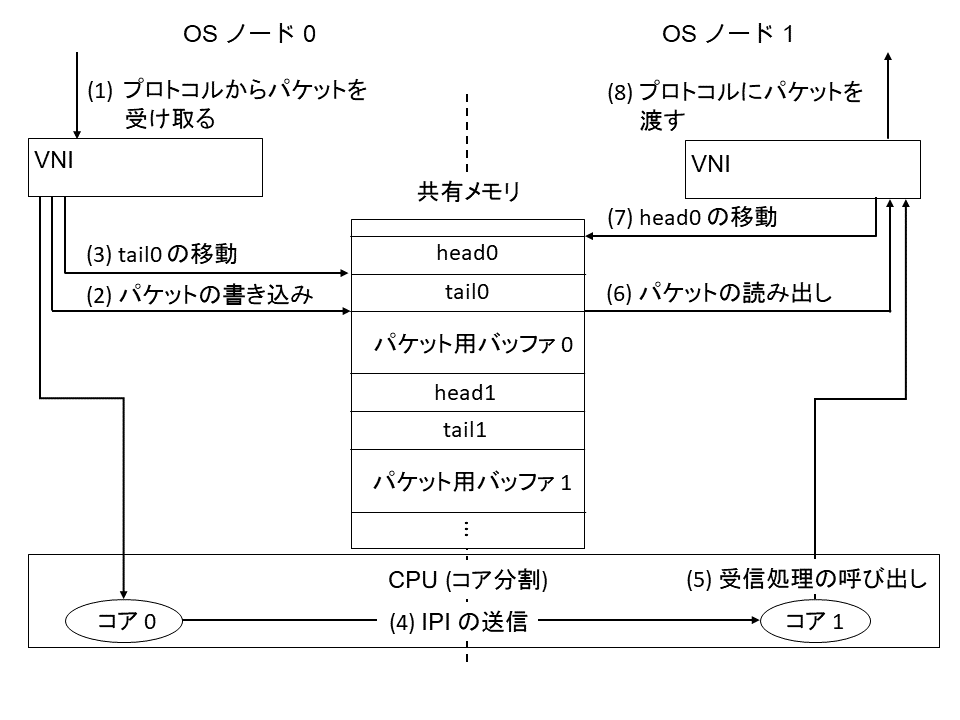 OS ノード 0
OS ノード 1
(1) プロトコルからパケットを
受け取る
(8) プロトコルにパケットを
渡す
VNI
VNI
共有メモリ
(7) head0 の移動
(3) tail0 の移動
head0
(2) パケットの書き込み
tail0
(6) パケットの読み出し
パケット用バッファ 0
head1
tail1
パケット用バッファ 1
⋮
CPU (コア分割)
(5) 受信処理の呼び出し
コア 0
(4) IPI の送信
コア 1